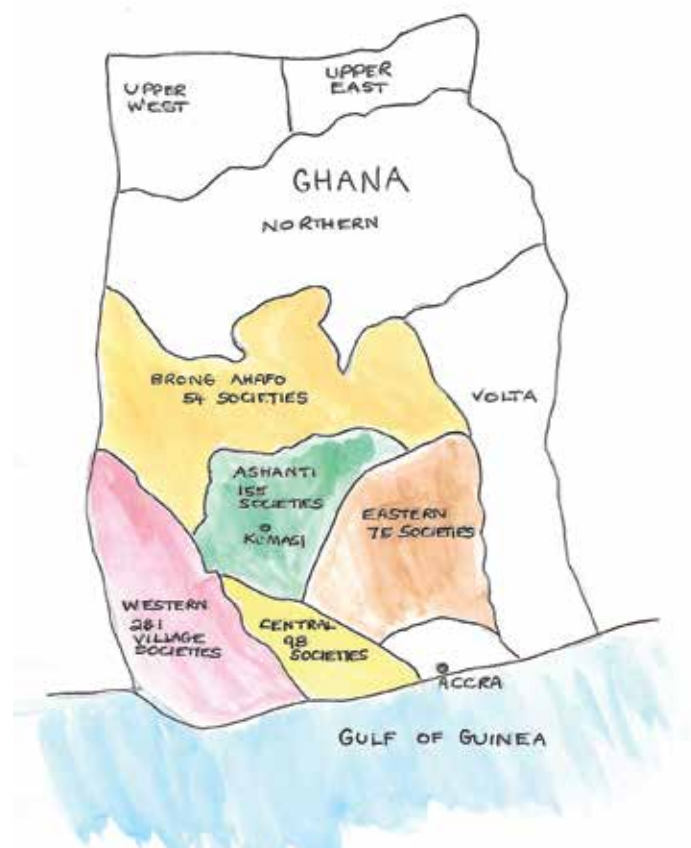 UPPER
WEST
UPPER
EAST
GHANA
NORTHERN
BRONG AHAFO
54 SOCIETIES
VOLTA
ASHANTI
155
SOCIETIES
KUMASI
EASTERN
75 SOCIETIES
WESTERN
281
VILLAGE
SOCIETIES
CENTRAL
98
SOCIETIES
ACCRA
GULF OF GUINEA